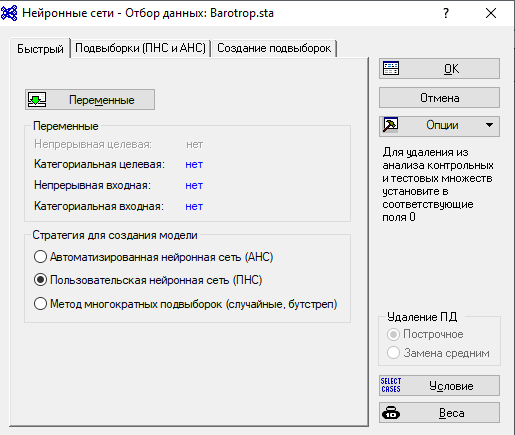 Нейронные сети - Отбор данных: Barotrop.sta
Быстрый
Подвыборки (ПНС и АНС)
Создание подвыборок
Переменные
Переменные
Непрерывная целевая: нет
Категориальная целевая: нет
Непрерывная входная: нет
Категориальная входная: нет
Стратегия для создания модели
Автоматизированная нейронная сеть (АНС)
Пользовательская нейронная сеть (ПНС)
Метод многократных подвыборок (случайные, бутстреп)
OK
Отмена
Опции
Для удаления из
анализа контрольных
и тестовых множеств
установите в
соответствующие
поля 0
Удаление ПД
Построчное
Замена средним
SELECT
CASES
Условие
Веса